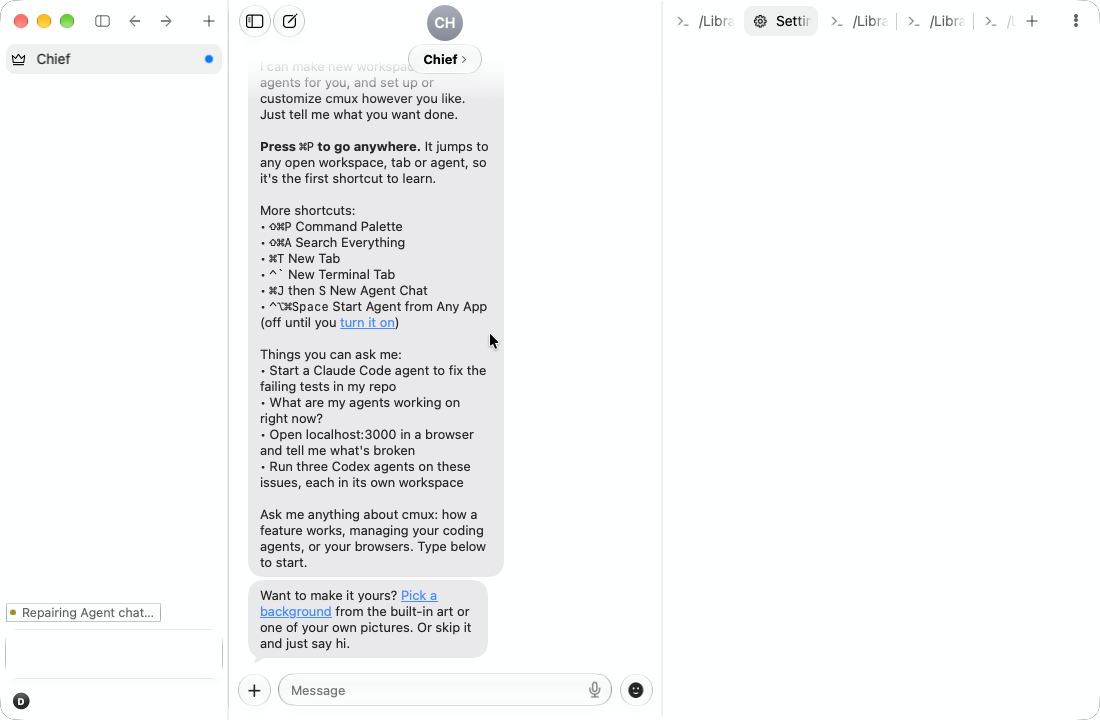 Chief
Repairing Agent chat...
D
CH
Chief
I can make new
agents for you, and set up or
customize cmux however you like.
Just tell me what you want done.
Press ⌘P to go anywhere. It jumps to
any open workspace, tab or agent, so
it's the first shortcut to learn.
More shortcuts:
• ⇧⌘P Command Palette
• ⇧⌘A Search Everything
• ⌘T New Tab
• ^` New Terminal Tab
• ⌘J then S New Agent Chat
• ^⌥⌘Space Start Agent from Any App
(off until you turn it on)
Things you can ask me:
• Start a Claude Code agent to fix the
failing tests in my repo
• What are my agents working on
right now?
• Open localhost:3000 in a browser
and tell me what's broken
• Run three Codex agents on these
issues, each in its own workspace
Ask me anything about cmux: how a
feature works, managing your coding
agents, or your browsers. Type below
to start.
Want to make it yours? Pick a
background from the built-in art or
one of your own pictures. Or skip it
and just say hi.
Message
/Libra
Settin
/Libra
/Libra